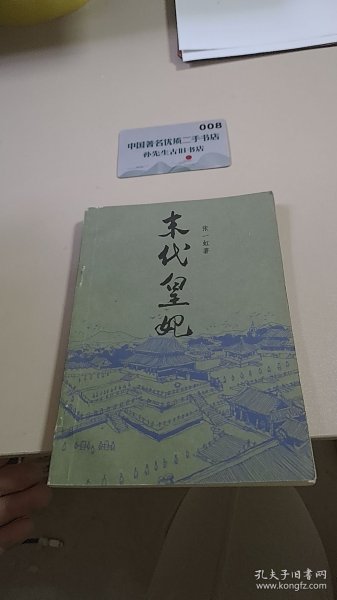 008
中国著名优质二手书店
孙先生古旧书店
末代皇妃
张一虹著
孔夫子旧书网
www.kongfz.com